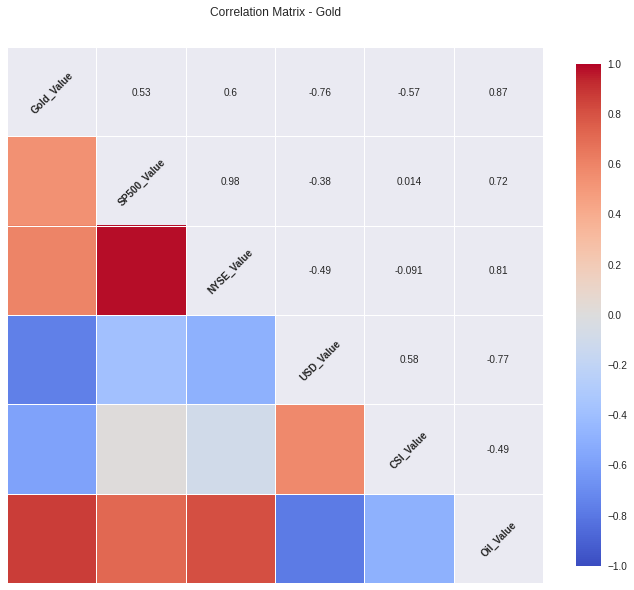 Correlation Matrix - Gold
Gold_Value 0.53 0.6 -0.76 -0.57 0.87
SP500_Value 0.98 -0.38 0.014 0.72
NYSE_Value -0.49 -0.091 0.81
USD_Value 0.58 -0.77
CSI_Value -0.49
Oil_Value
1.0
0.8
0.6
0.4
0.2
0.0
−0.2
−0.4
−0.6
−0.8
−1.0